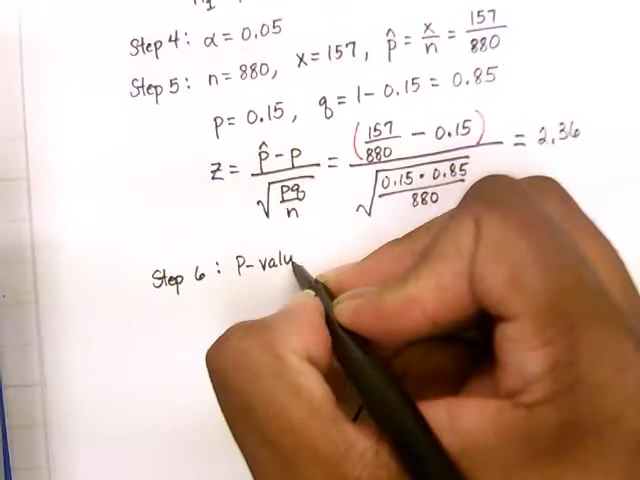 Step 4: α = 0.05
Step 5: n = 880, x = 157, p̂ = x/n = 157/880
p = 0.15, q = 1 - 0.15 = 0.85
z = (p̂ - p)/√(pq/n) = (157/880 - 0.15)/√(0.15 • 0.85/880) = 2.36
Step 6: P-valu